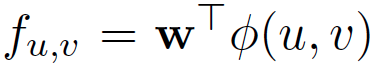 f_{u,v} = \mathbf{w}^\top \phi(u, v)